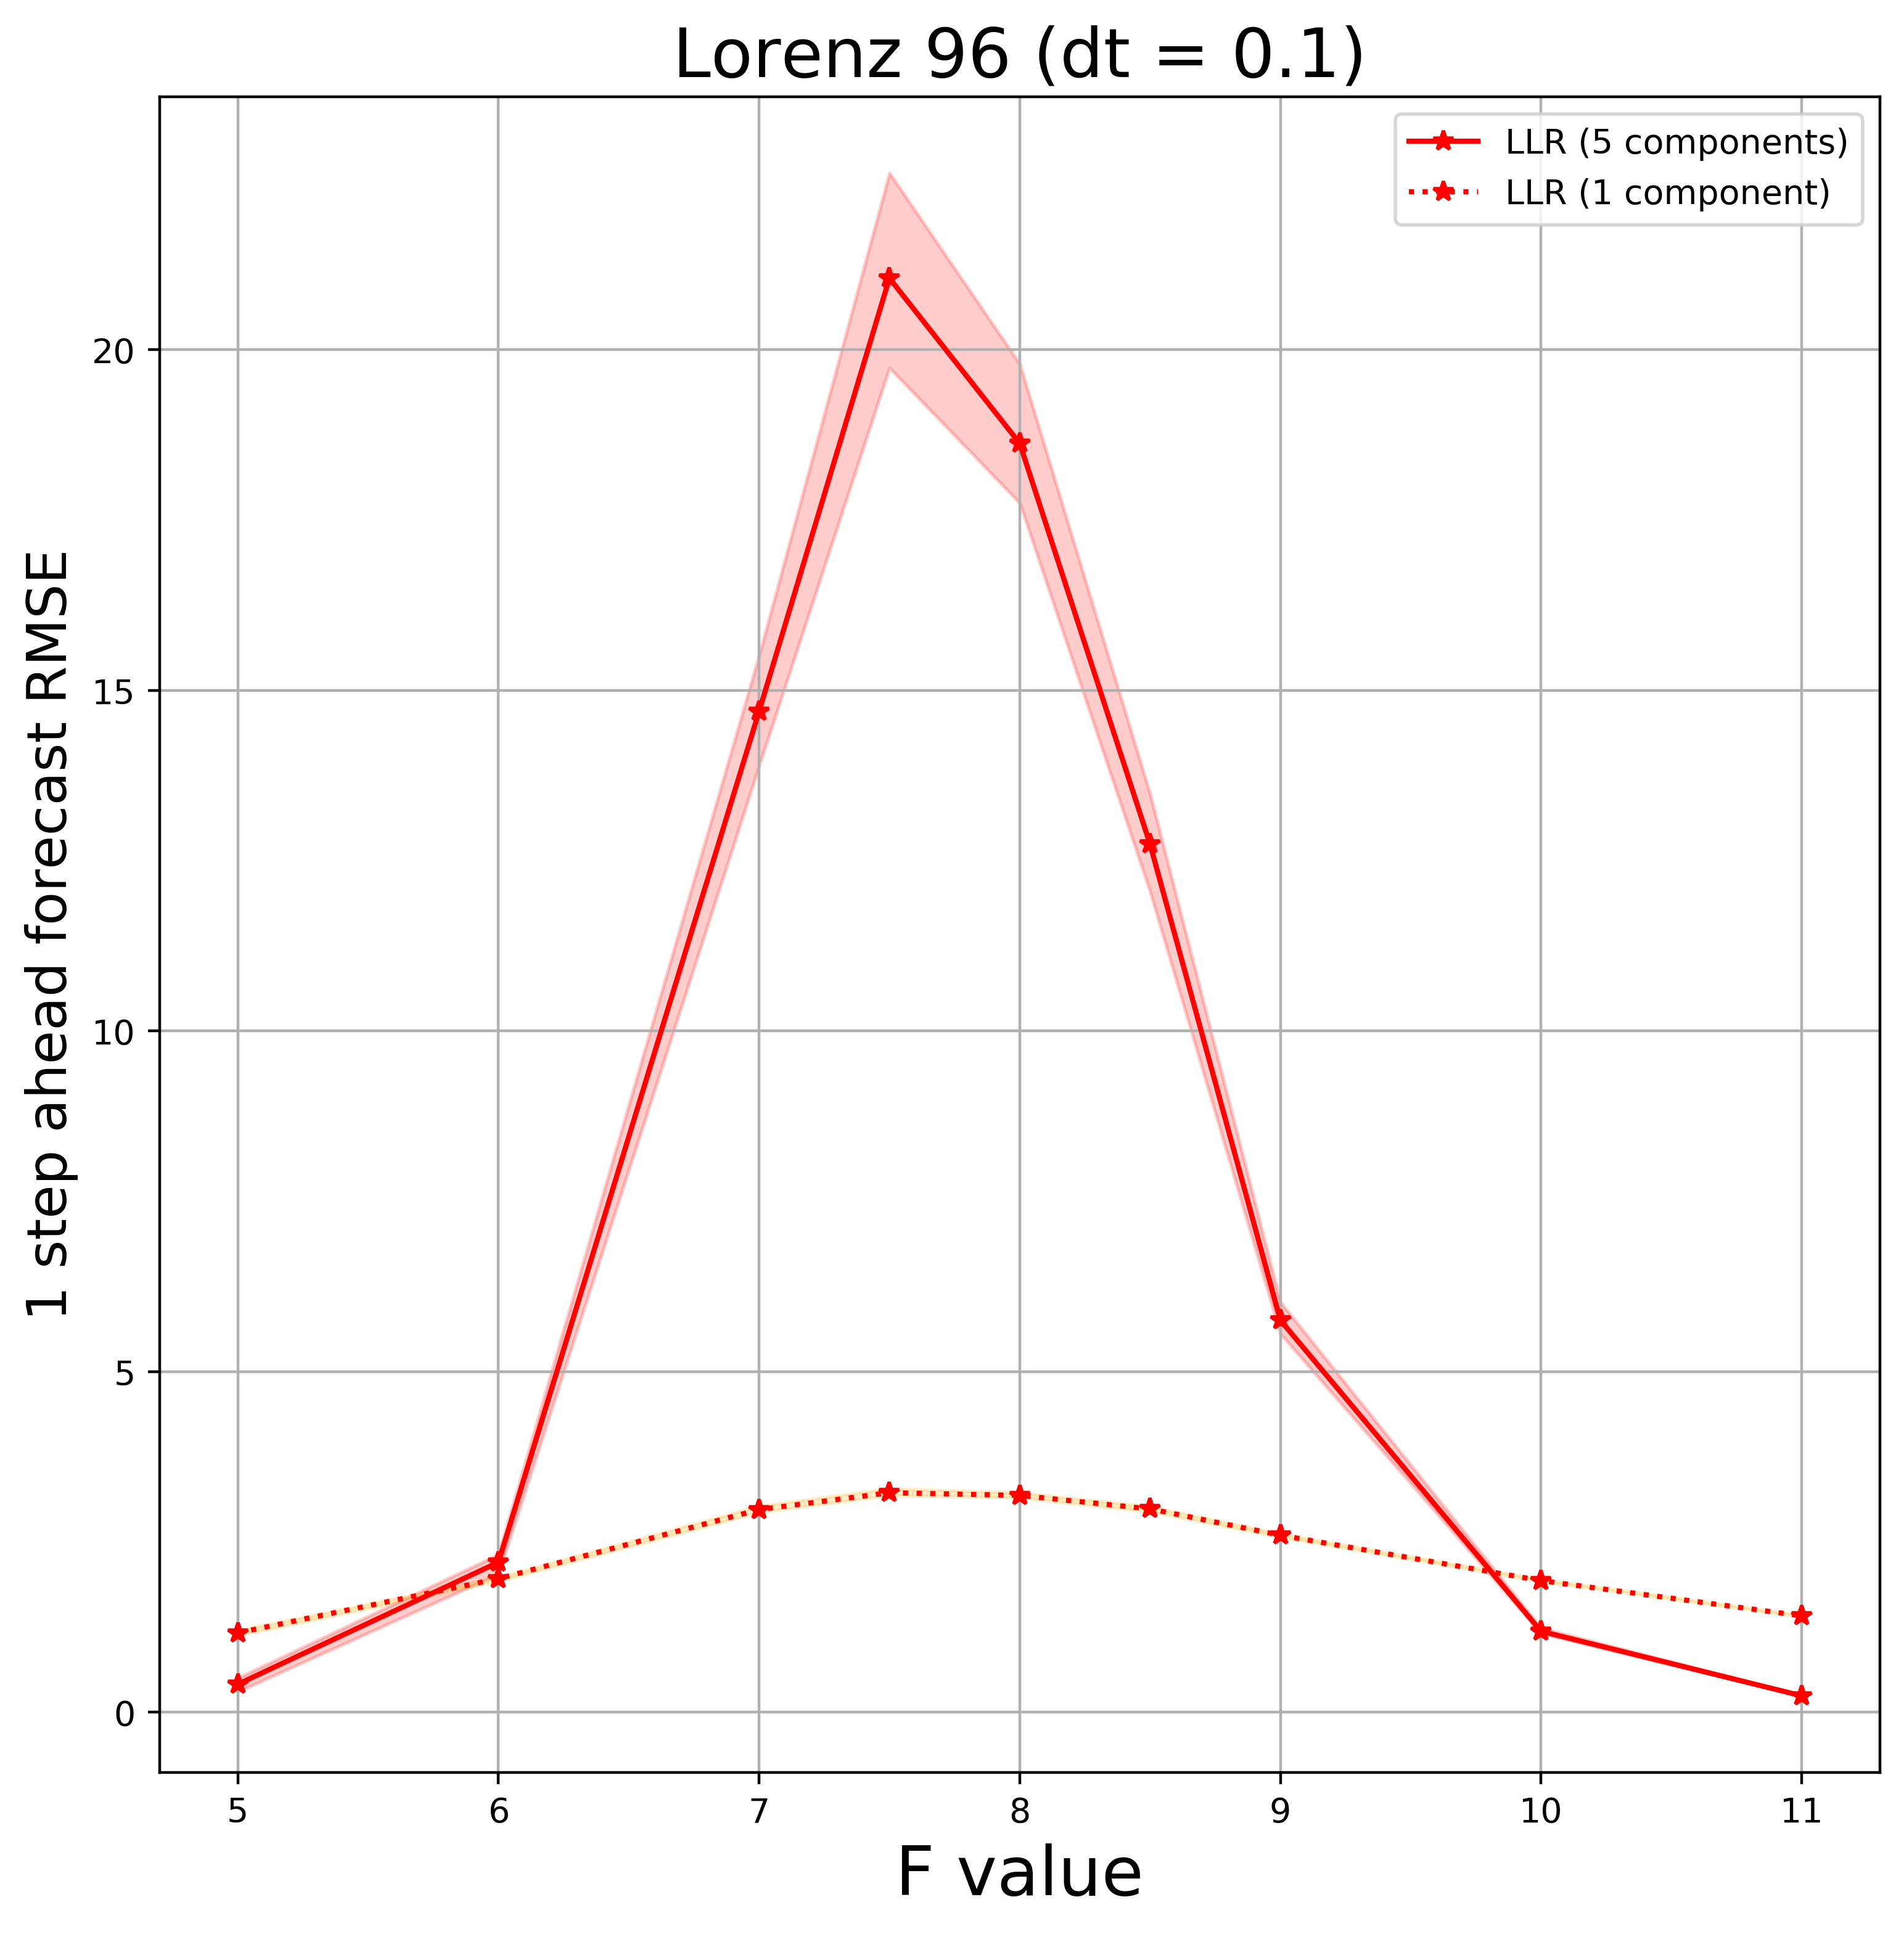 Lorenz 96 (dt = 0.1)
LLR (5 components)
LLR (1 component)
1 step ahead forecast RMSE
20
15
10
5
0
5 6 7 8 9 10 11
F value